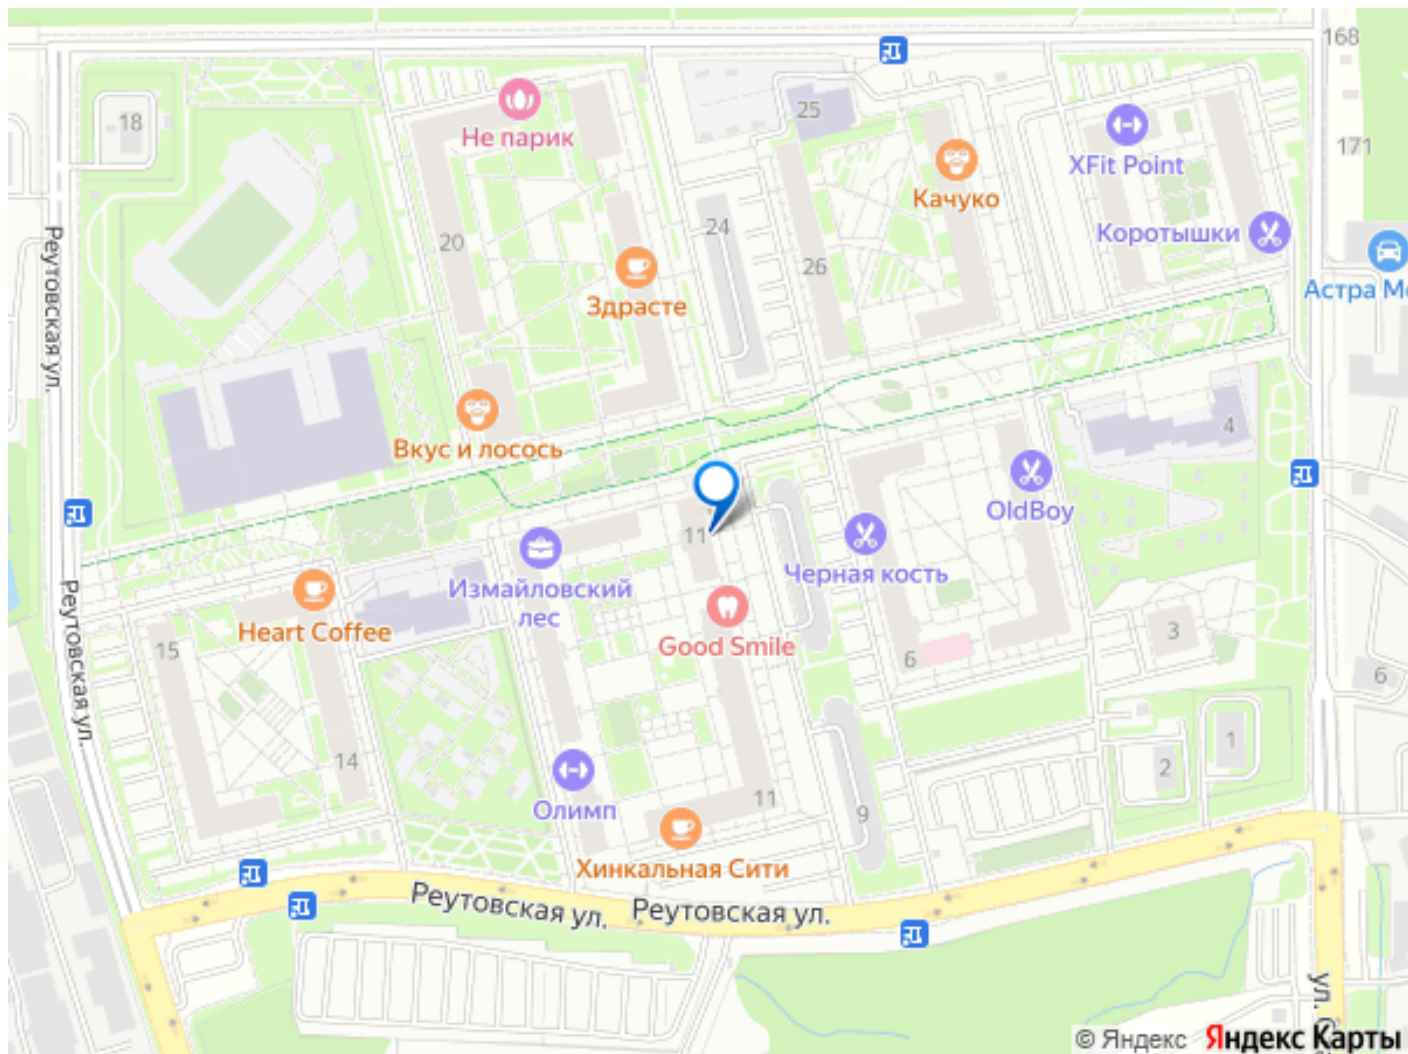 168
18
25
Не парик
XFit Point
171
Качуко
24
Коротышки
20
26
Реутовская ул.
Здрасте
Астра М
Вкус и лосось
4
OldBoy
11
Черная кость
Измайловский
лес
Heart Coffee
Реутовская ул.
Good Smile
15
3
6
6
14
1
2
Олимп
11
9
Хинкальная Сити
Реутовская ул.
Реутовская ул.
ул.
© Яндекс Яндекс Карты